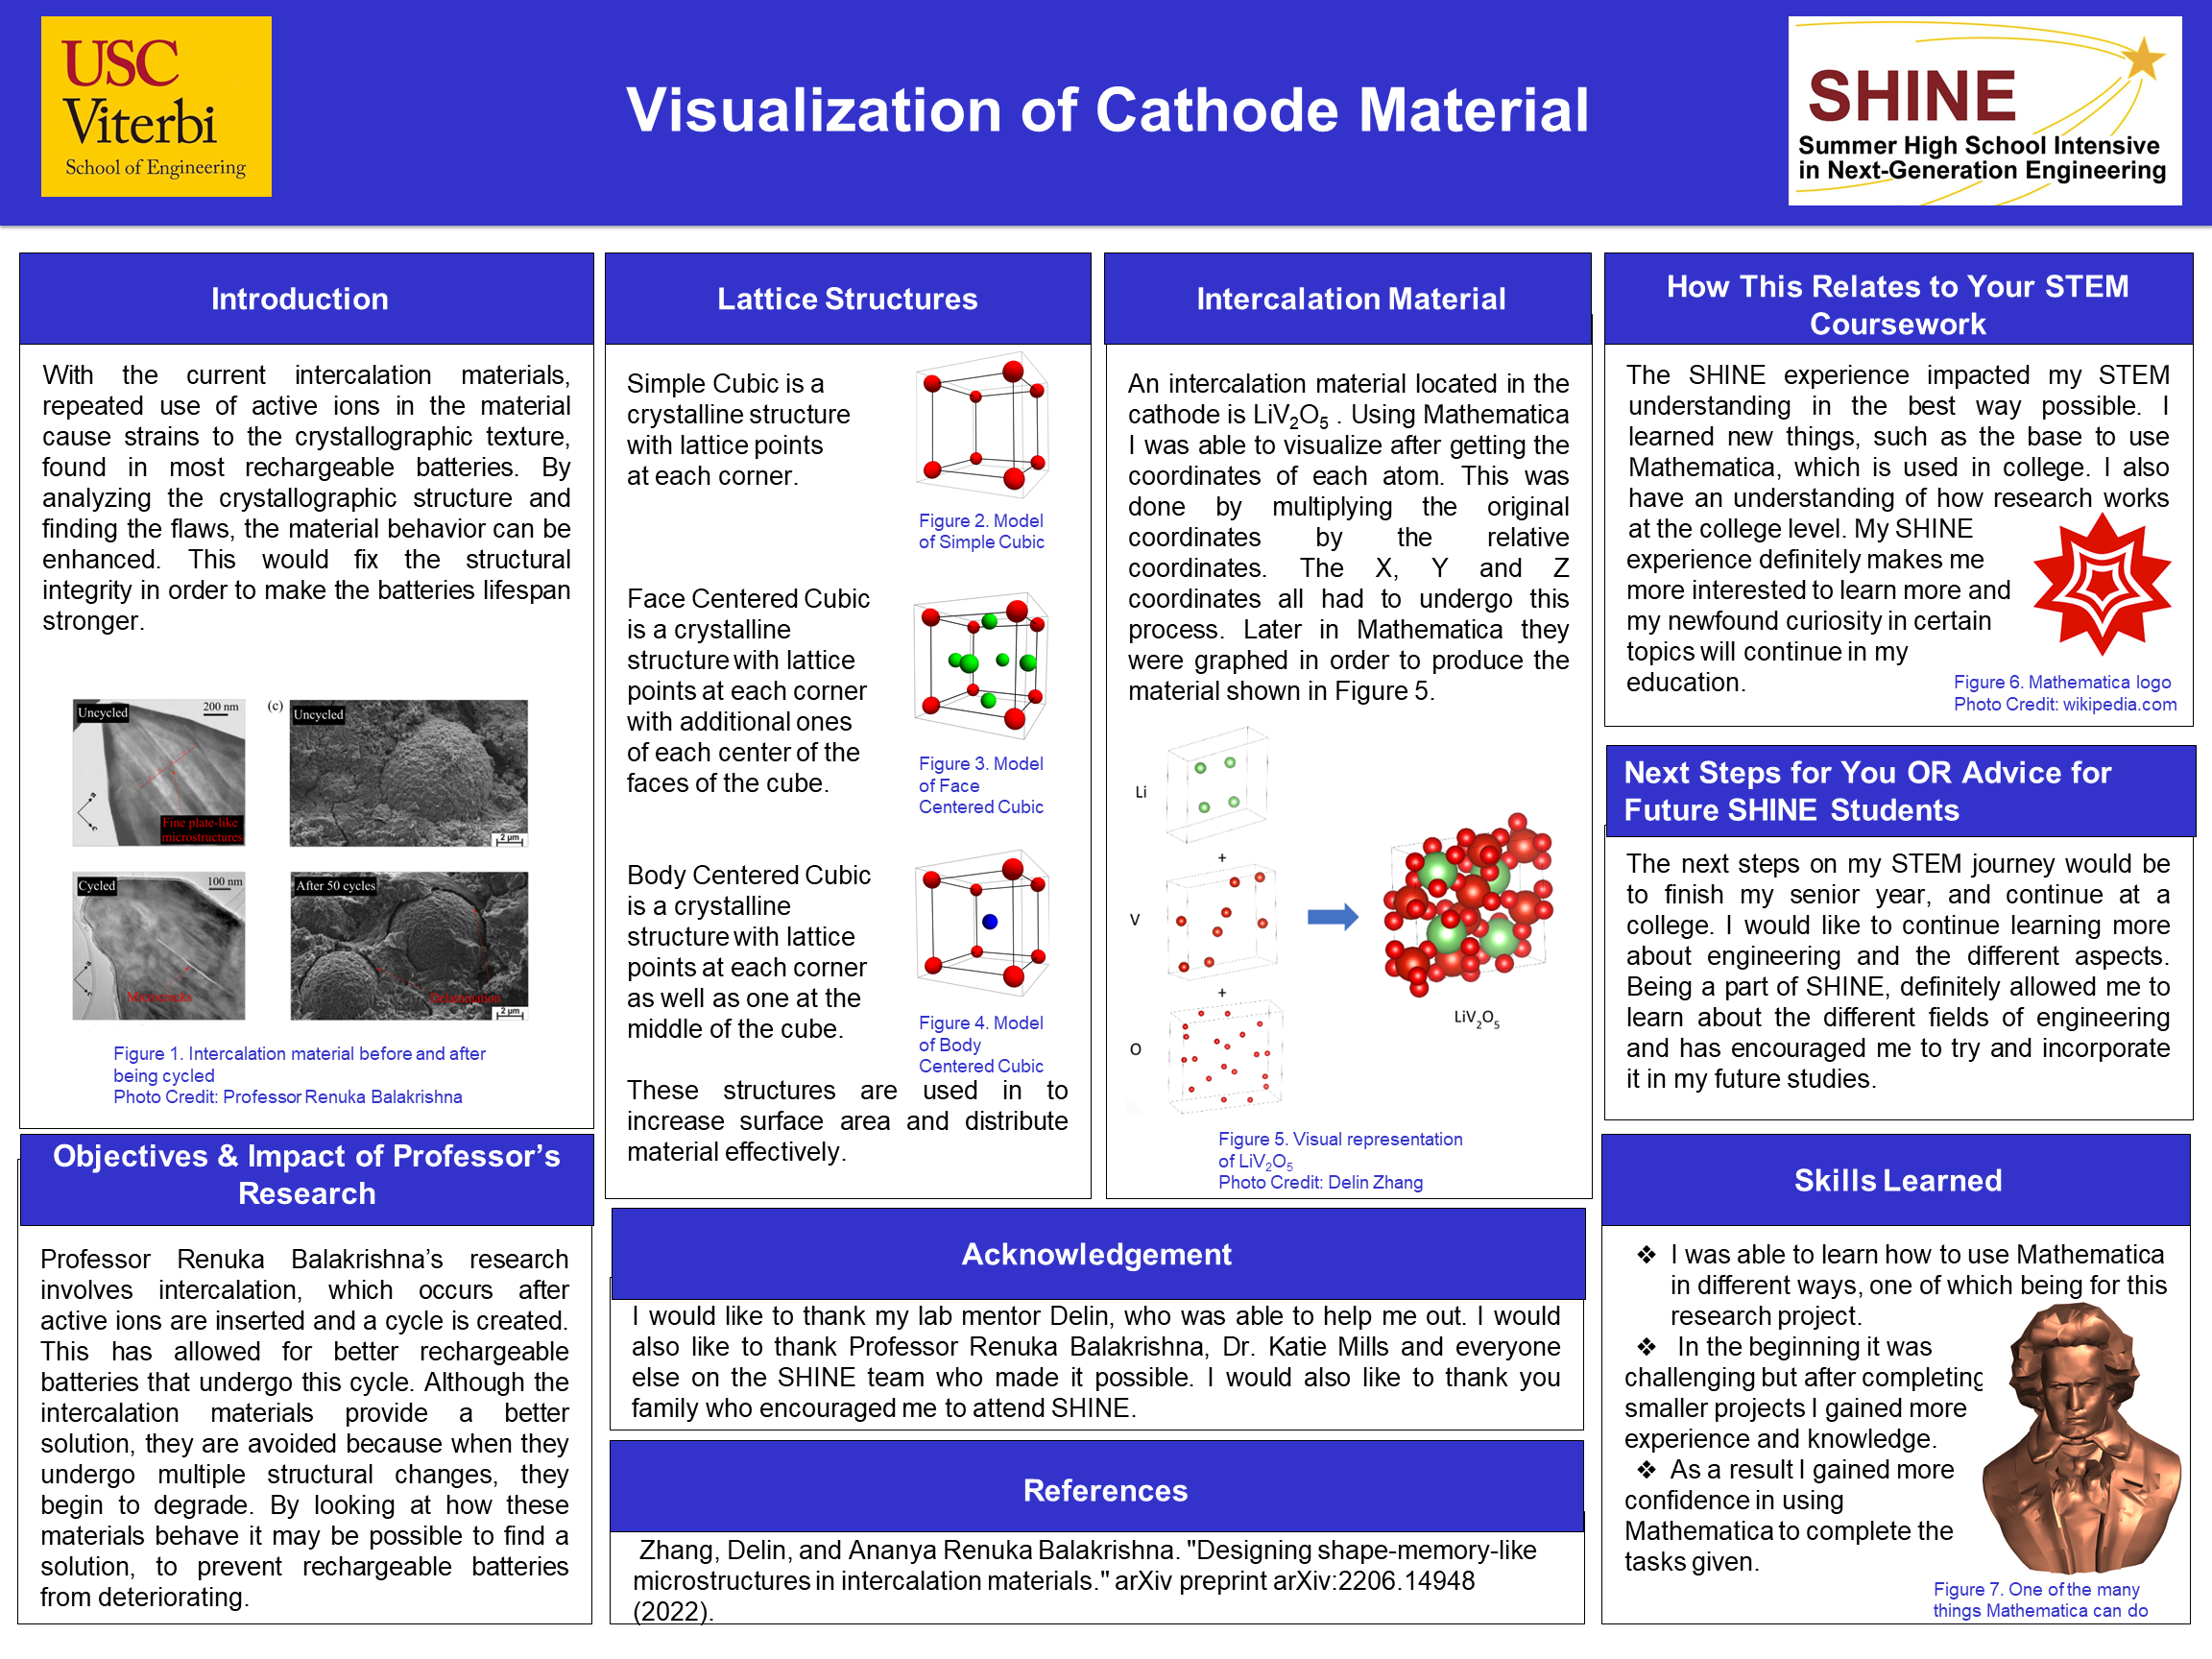 USC
Viterbi
School of Engineering
Visualization of Cathode Material
SHINE
Summer High School Intensive
in Next-Generation Engineering
Introduction
With the current intercalation materials,
repeated use of active ions in the material
cause strains to the crystallographic texture,
found in most rechargeable batteries. By
analyzing the crystallographic structure and
finding the flaws, the material behavior can be
enhanced. This would fix the structural
integrity in order to make the batteries lifespan
stronger.
Uncycled
200 nm
Fine plate-like
microstructures
(c)
Uncycled
2 μm
Cycled
100 nm
Microcracks
After 50 cycles
Delamination
2 μm
Figure 1. Intercalation material before and after
being cycled
Photo Credit: Professor Renuka Balakrishna
Objectives & Impact of Professor’s
Research
Professor Renuka Balakrishna’s research
involves intercalation, which occurs after
active ions are inserted and a cycle is created.
This has allowed for better rechargeable
batteries that undergo this cycle. Although the
intercalation materials provide a better
solution, they are avoided because when they
undergo multiple structural changes, they
begin to degrade. By looking at how these
materials behave it may be possible to find a
solution, to prevent rechargeable batteries
from deteriorating.
Lattice Structures
Simple Cubic is a
crystalline structure
with lattice points
at each corner.
Figure 2. Model
of Simple Cubic
Face Centered Cubic
is a crystalline
structure with lattice
points at each corner
with additional ones
of each center of the
faces of the cube.
Figure 3. Model
of Face
Centered Cubic
Body Centered Cubic
is a crystalline
structure with lattice
points at each corner
as well as one at the
middle of the cube.
Figure 4. Model
of Body
Centered Cubic
These structures are used in to
increase surface area and distribute
material effectively.
Intercalation Material
An intercalation material located in the
cathode is LiV₂O₅ . Using Mathematica
I was able to visualize after getting the
coordinates of each atom. This was
done by multiplying the original
coordinates by the relative
coordinates. The X, Y and Z
coordinates all had to undergo this
process. Later in Mathematica they
were graphed in order to produce the
material shown in Figure 5.
Li
+
V
+
O
LiV₂O₅
Figure 5. Visual representation
of LiV₂O₅
Photo Credit: Delin Zhang
Acknowledgement
I would like to thank my lab mentor Delin, who was able to help me out. I would
also like to thank Professor Renuka Balakrishna, Dr. Katie Mills and everyone
else on the SHINE team who made it possible. I would also like to thank you
family who encouraged me to attend SHINE.
References
Zhang, Delin, and Ananya Renuka Balakrishna. "Designing shape-memory-like
microstructures in intercalation materials." arXiv preprint arXiv:2206.14948
(2022).
How This Relates to Your STEM
Coursework
The SHINE experience impacted my STEM
understanding in the best way possible. I
learned new things, such as the base to use
Mathematica, which is used in college. I also
have an understanding of how research works
at the college level. My SHINE
experience definitely makes me
more interested to learn more and
my newfound curiosity in certain
topics will continue in my
education.
Figure 6. Mathematica logo
Photo Credit: wikipedia.com
Next Steps for You OR Advice for
Future SHINE Students
The next steps on my STEM journey would be
to finish my senior year, and continue at a
college. I would like to continue learning more
about engineering and the different aspects.
Being a part of SHINE, definitely allowed me to
learn about the different fields of engineering
and has encouraged me to try and incorporate
it in my future studies.
Skills Learned
❖ I was able to learn how to use Mathematica
in different ways, one of which being for this
research project.
❖ In the beginning it was
challenging but after completing
smaller projects I gained more
experience and knowledge.
❖ As a result I gained more
confidence in using
Mathematica to complete the
tasks given.
Figure 7. One of the many
things Mathematica can do